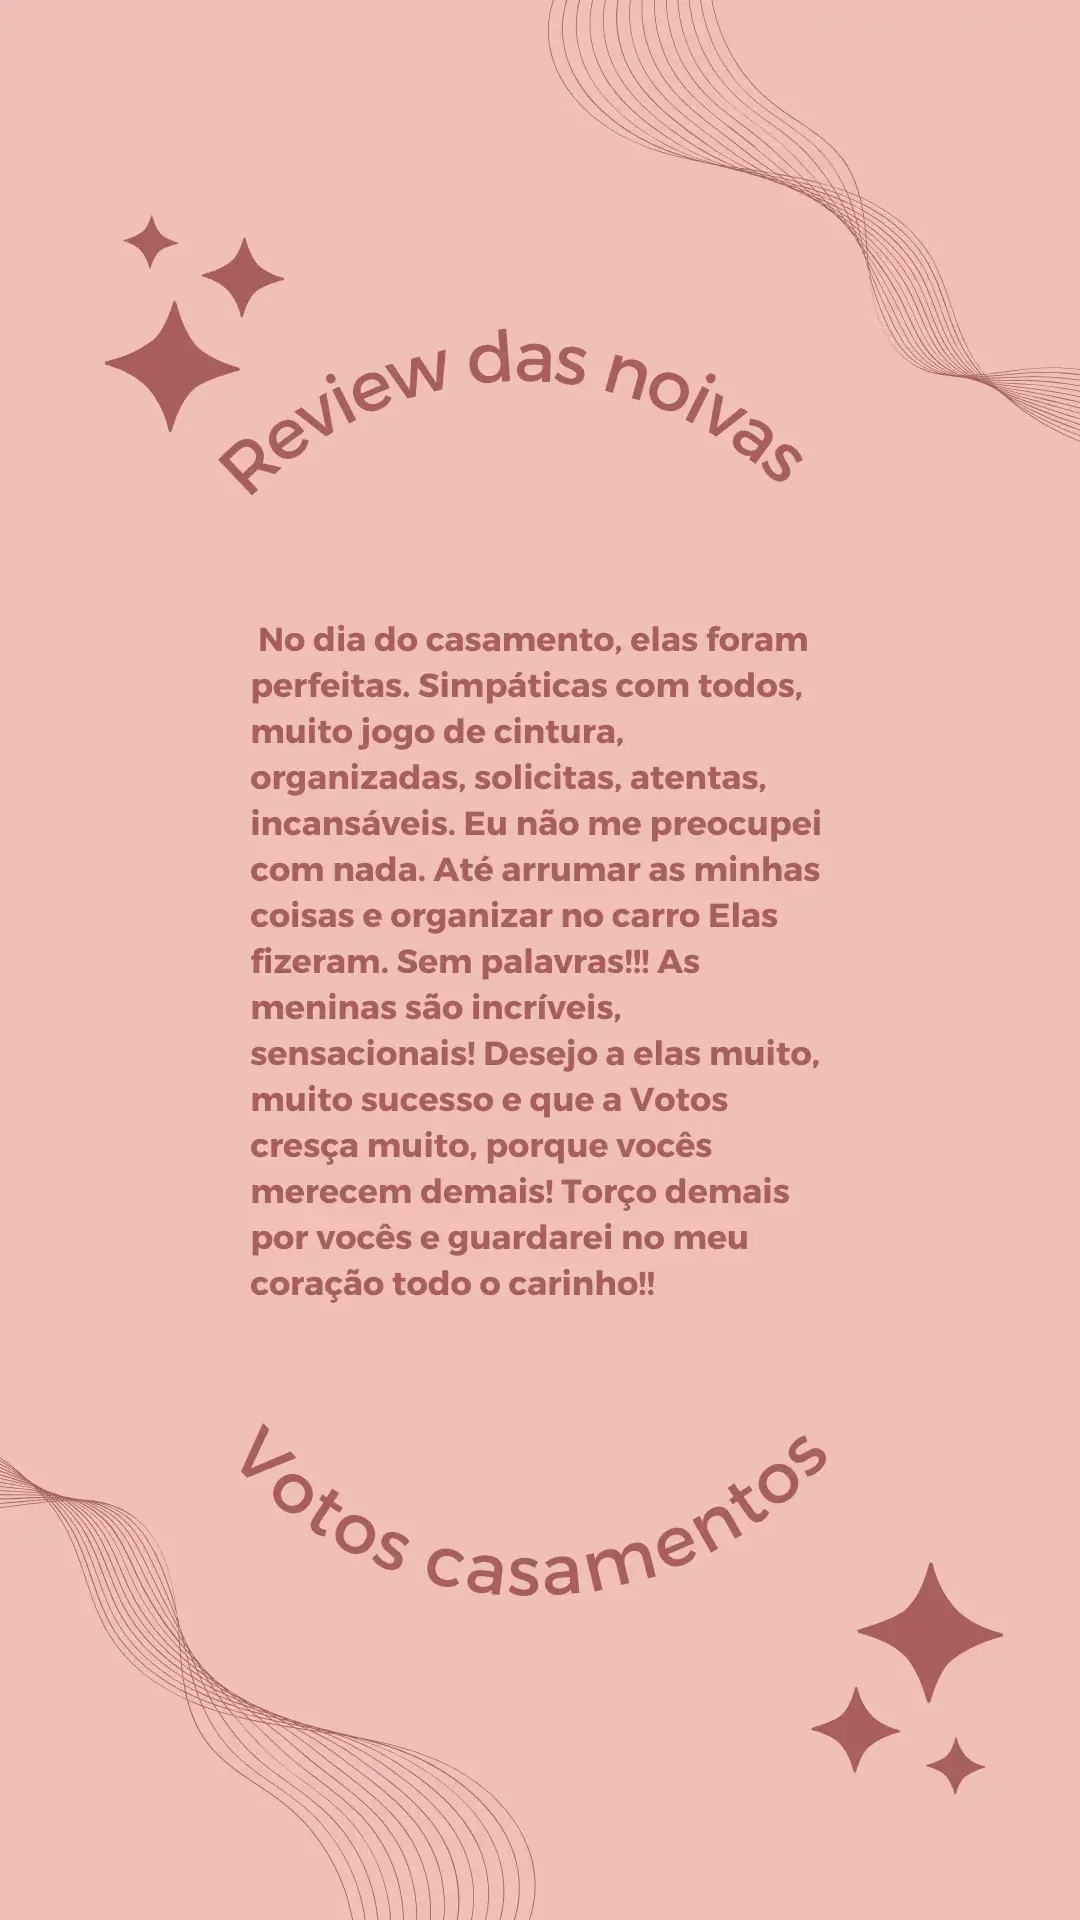 Review das noivas
No dia do casamento, elas foram
perfeitas. Simpáticas com todos,
muito jogo de cintura,
organizadas, solicitas, atentas,
incansáveis. Eu não me preocupei
com nada. Até arrumar as minhas
coisas e organizar no carro Elas
fizeram. Sem palavras!!! As
meninas são incríveis,
sensacionais! Desejo a elas muito,
muito sucesso e que a Votos
cresça muito, porque vocês
merecem demais! Torço demais
por vocês e guardarei no meu
coração todo o carinho!!
Votos casamentos